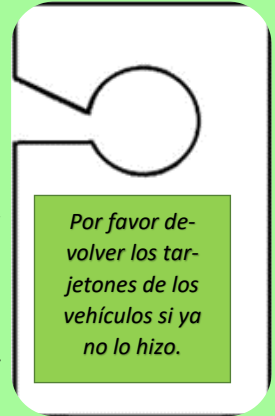 Por favor de-
volver los tar-
jetones de los
vehículos si ya
no lo hizo.